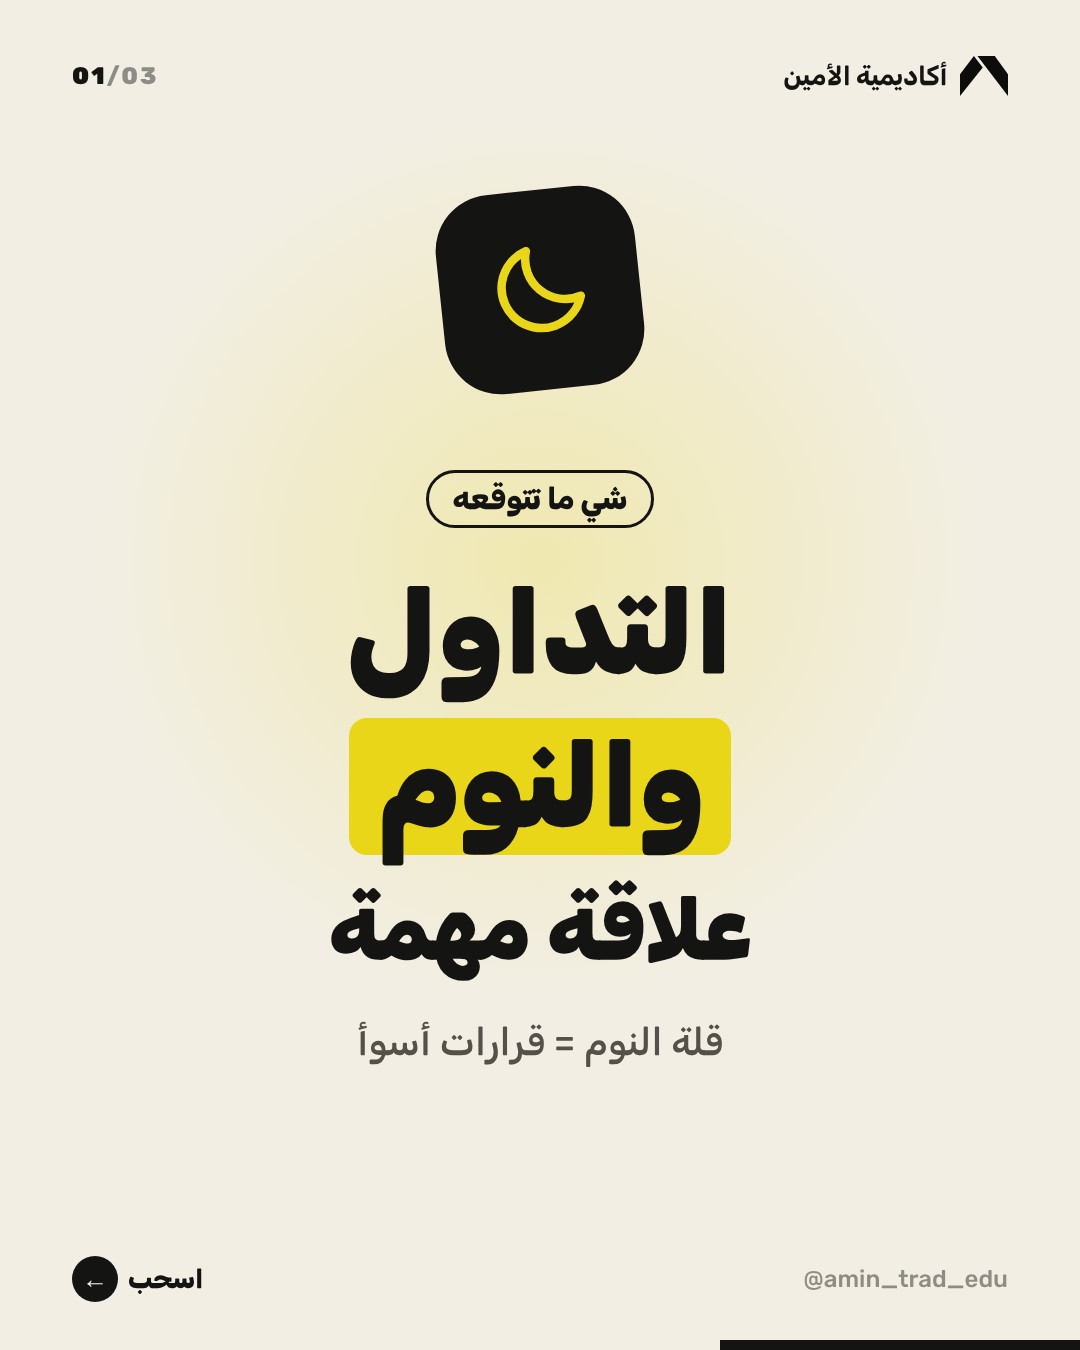 أكاديمية الأمين
01/03
شي ما تتوقعه
التداول
والنوم
علاقة مهمة
قلة النوم = قرارات أسوأ
@amin_trad_edu
اسحب ←